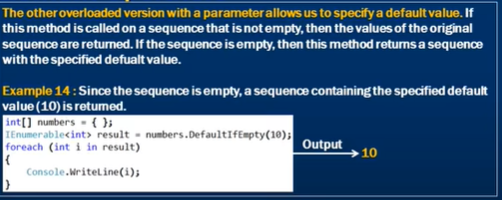 The other overloaded version with a parameter allows us to specify a default value. If
this method is called on a sequence that is not empty, then the values of the original
sequence are returned. If the sequence is empty, then this method returns a sequence
with the specified defualt value.
Example 14 : Since the sequence is empty, a sequence containing the specified default
value (10) is returned.
int[] numbers = { };
IEnumerable<int> result = numbers.DefaultIfEmpty(10);
foreach (int i in result)
{
Console.WriteLine(i);
}
Output
10